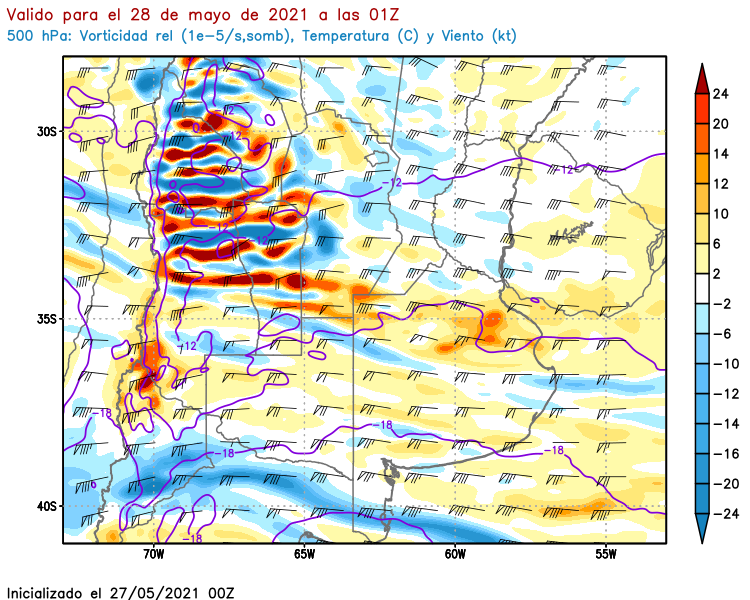 Valido para el 28 de mayo de 2021 a las 01Z
500 hPa: Vorticidad rel (1e-5/s,somb), Temperatura (C) y Viento (kt)
24
20
14
12
10
6
2
-2
-6
-10
-12
-14
-16
-20
-24
30S
35S
40S
-12
0
-12
-12
-12
-12
-12
-12
-18
-18
-18
-18
-18
70W
65W
60W
55W
Inicializado el 27/05/2021 00Z